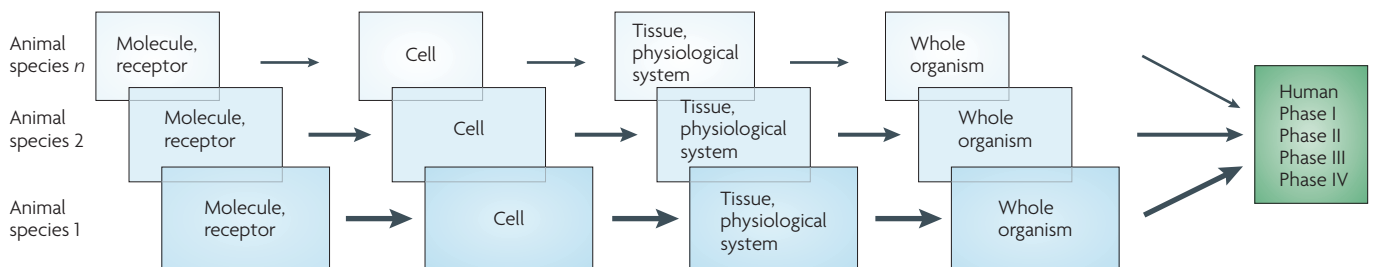 Animal
species n
Molecule,
receptor
Cell
Tissue,
physiological
system
Whole
organism
Animal
species 2
Molecule,
receptor
Cell
Tissue,
physiological
system
Whole
organism
Animal
species 1
Molecule,
receptor
Cell
Tissue,
physiological
system
Whole
organism
Human
Phase I
Phase II
Phase III
Phase IV